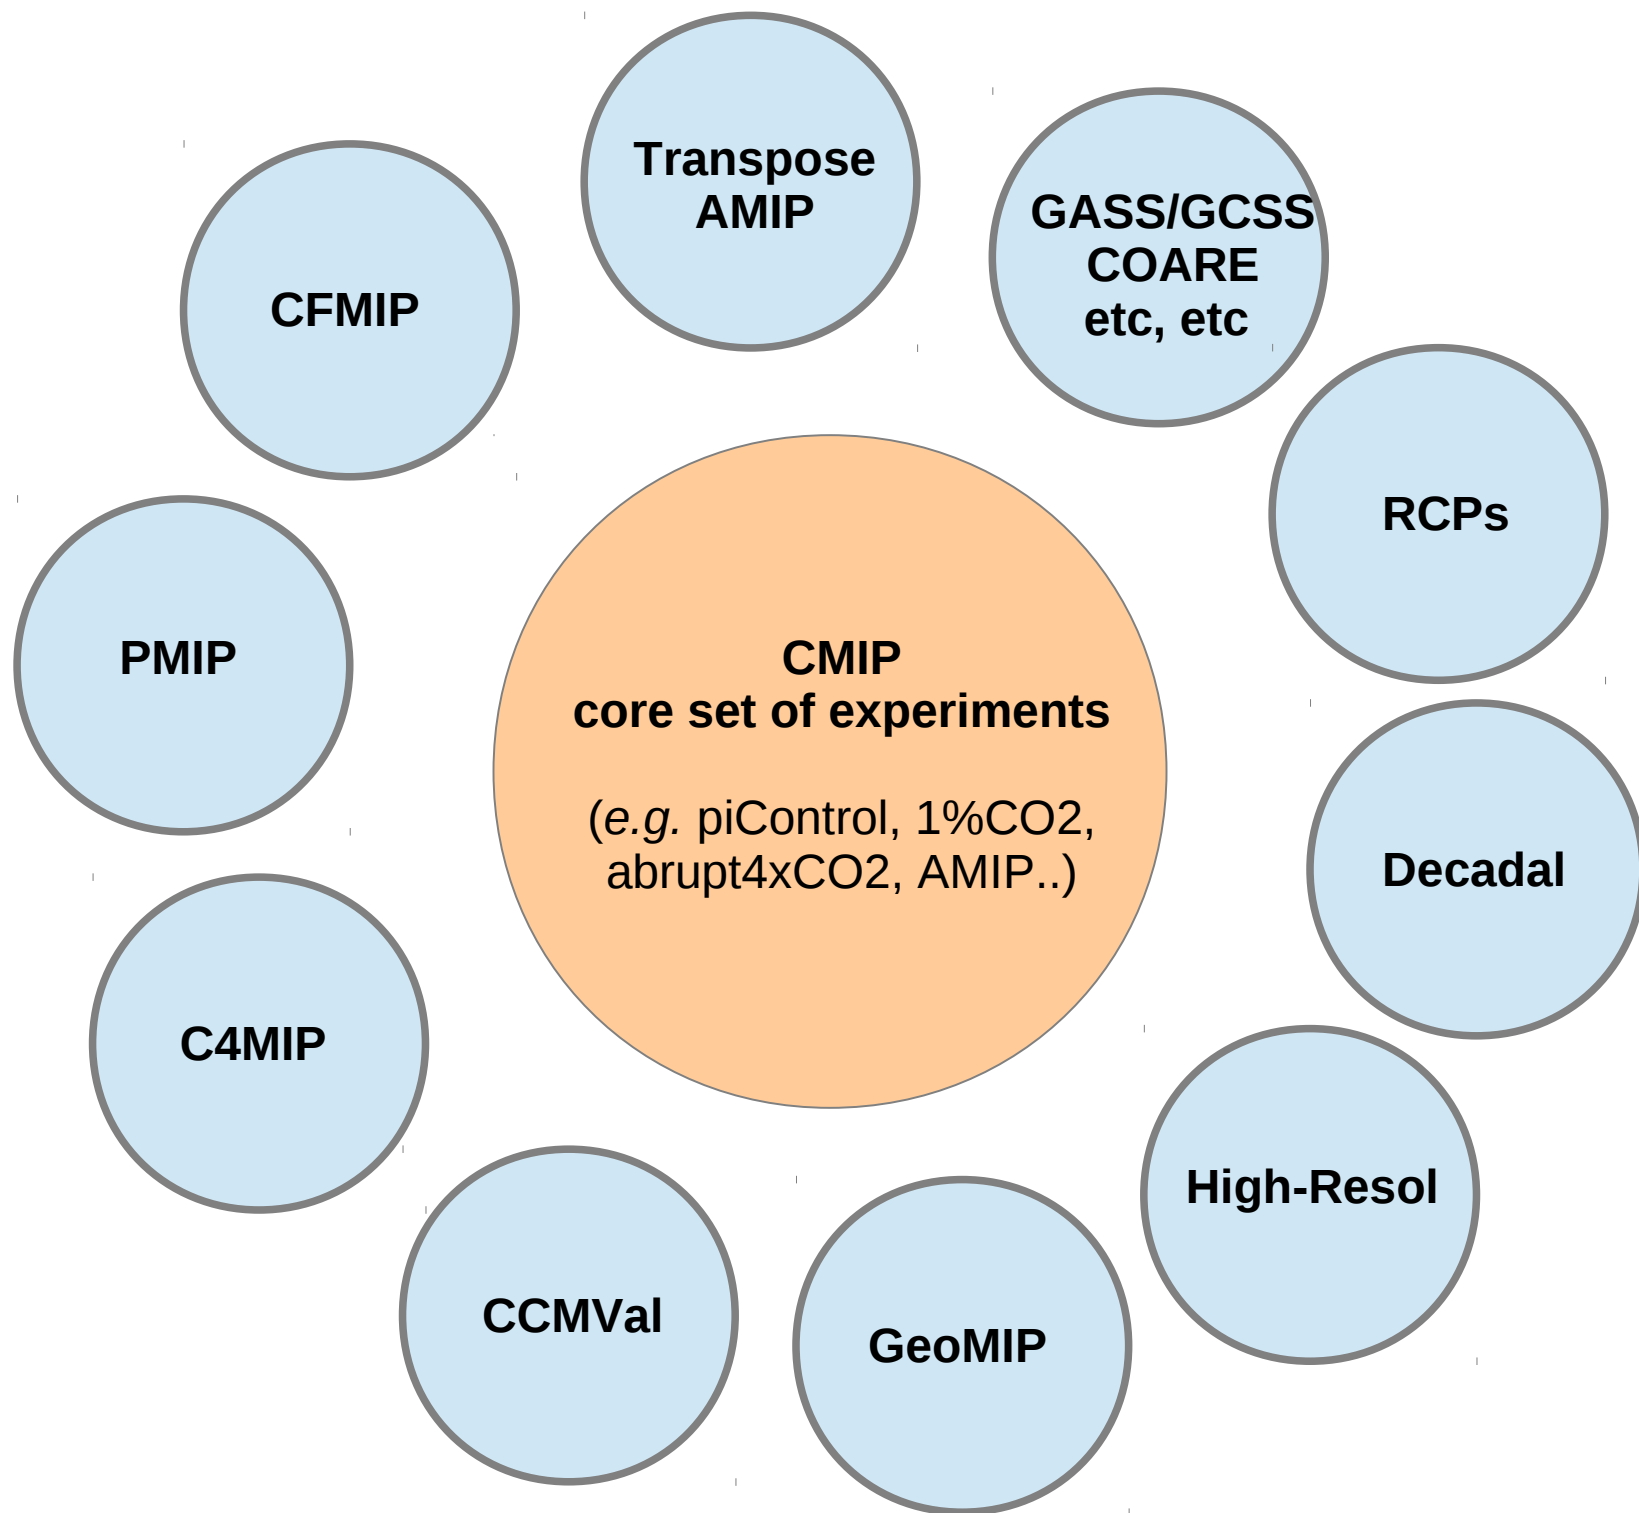 Transpose
AMIP
GASS/GCSS
COARE
etc, etc
CFMIP
RCPs
PMIP
CMIP
core set of experiments
(e.g. piControl, 1%CO2,
abrupt4xCO2, AMIP..)
Decadal
C4MIP
High-Resol
CCMVal
GeoMIP